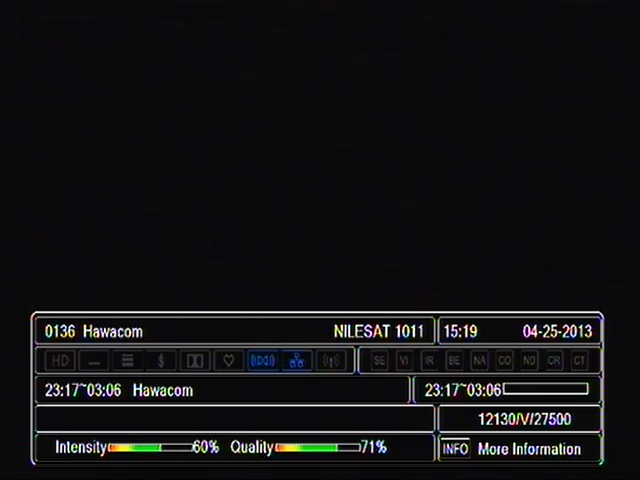 0136 Hawacom NILESAT 1011 15:19 04-25-2013
HD $ SE VI IR BE NA CO ND CR CT
23:17~03:06 Hawacom 23:17~03:06
12130/V/27500
Intensity 60% Quality 71% INFO More Information